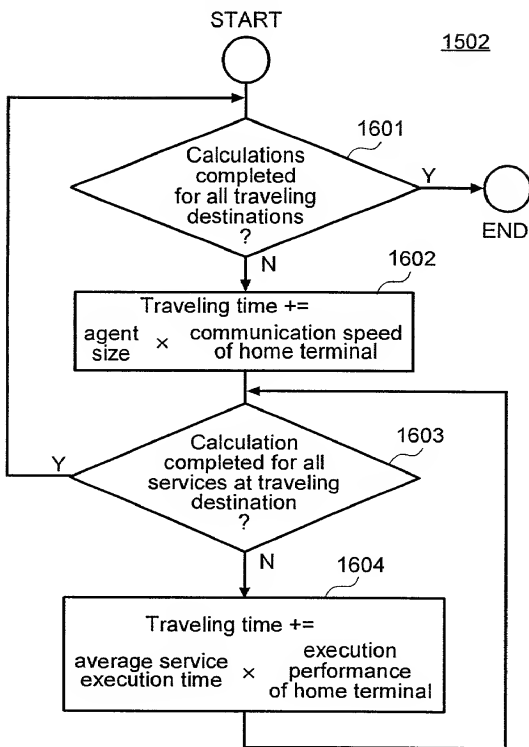 START
1502
1601
Calculations
completed
for all traveling
destinations
?
Y
END
N
1602
Traveling time +=
agent size × communication speed of home terminal
1603
Calculation
completed for all
services at traveling
destination
?
Y
N
1604
Traveling time +=
average service execution time × execution performance of home terminal